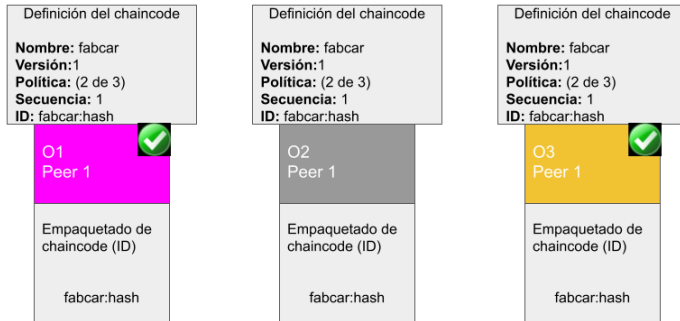 Definición del chaincode
Nombre: fabcar
Versión:1
Política: (2 de 3)
Secuencia: 1
ID: fabcar:hash
O1
Peer 1
Empaquetado de
chaincode (ID)
fabcar:hash
Definición del chaincode
Nombre: fabcar
Versión:1
Política: (2 de 3)
Secuencia: 1
ID: fabcar:hash
O2
Peer 1
Empaquetado de
chaincode (ID)
fabcar:hash
Definición del chaincode
Nombre: fabcar
Versión:1
Política: (2 de 3)
Secuencia: 1
ID: fabcar:hash
O3
Peer 1
Empaquetado de
chaincode (ID)
fabcar:hash